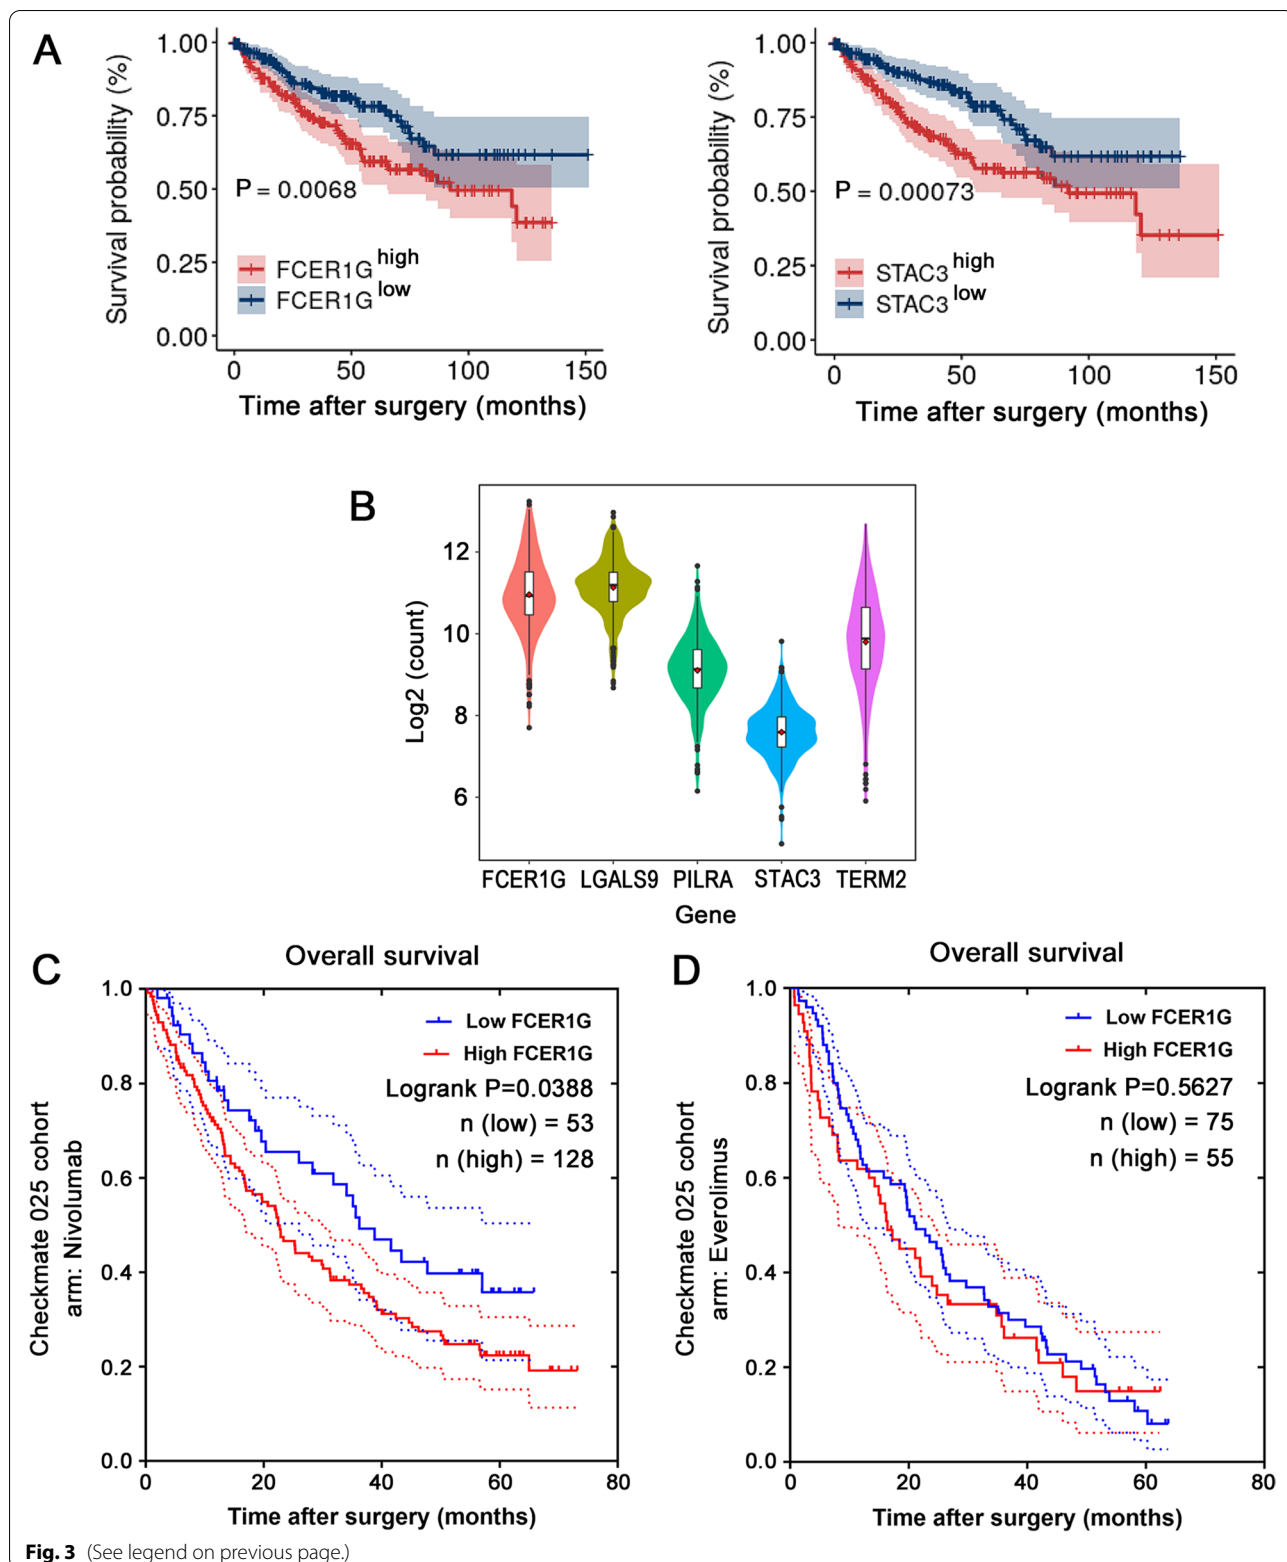 A
Survival probability (%)
1.00
0.75
0.50
0.25
0.00
P = 0.0068
FCER1G high
FCER1G low
0 50 100 150
Time after surgery (months)
Survival probability (%)
1.00
0.75
0.50
0.25
0.00
P = 0.00073
STAC3 high
STAC3 low
0 50 100 150
Time after surgery (months)
B
Log2 (count)
12
10
8
6
FCER1G LGALS9 PILRA STAC3 TERM2
Gene
C
Overall survival
Checkmate 025 cohort
arm: Nivolumab
1.0
0.8
0.6
0.4
0.2
0.0
Low FCER1G
High FCER1G
Logrank P=0.0388
n (low) = 53
n (high) = 128
0 20 40 60 80
Time after surgery (months)
D
Overall survival
Checkmate 025 cohort
arm: Everolimus
1.0
0.8
0.6
0.4
0.2
0.0
Low FCER1G
High FCER1G
Logrank P=0.5627
n (low) = 75
n (high) = 55
0 20 40 60 80
Time after surgery (months)
Fig. 3 (See legend on previous page.)